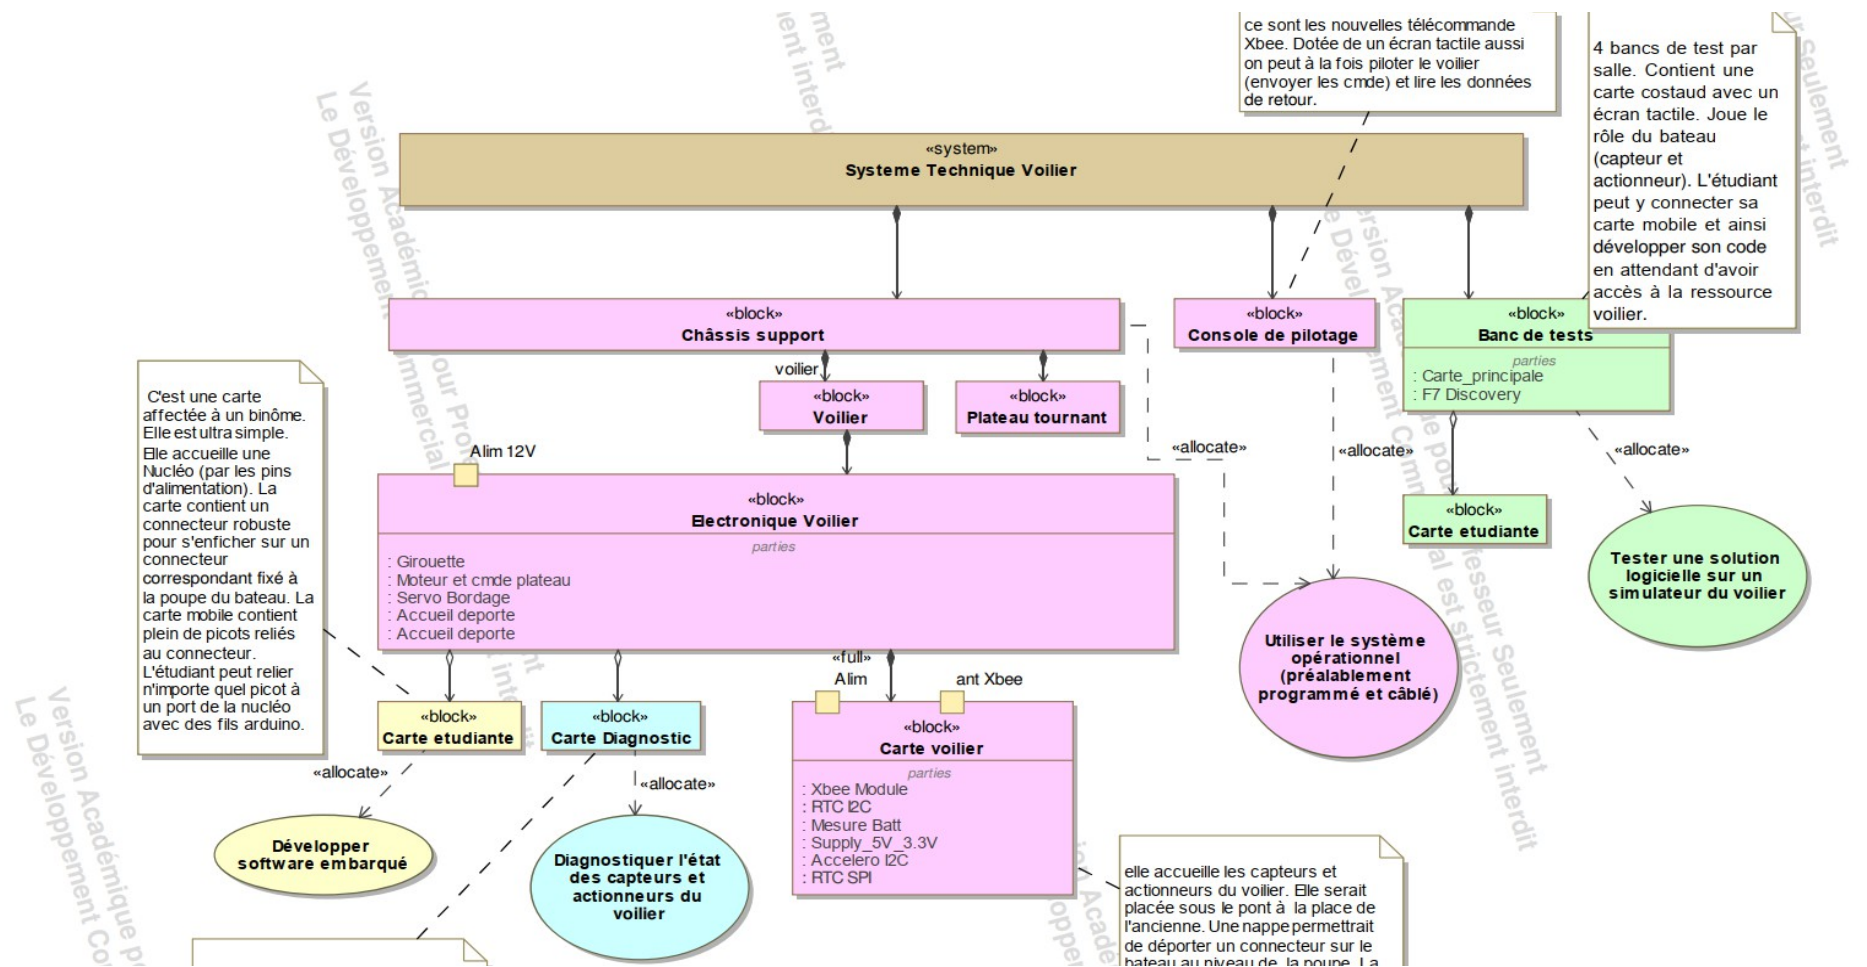 ce sont les nouvelles télécommande
Xbee. Dotée de un écran tactile aussi
on peut à la fois piloter le voilier
(envoyer les cmde) et lire les données
de retour.
4 bancs de test par
salle. Contient une
carte costaud avec un
écran tactile. Joue le
rôle du bateau
(capteur et
actionneur). L'étudiant
peut y connecter sa
carte mobile et ainsi
développer son code
en attendant d'avoir
accès à la ressource
voilier.
«system»
Systeme Technique Voilier
«block»
Châssis support
«block»
Console de pilotage
«block»
Banc de tests
parties
: Carte_principale
: F7 Discovery
voilier
«block»
Voilier
«block»
Plateau tournant
«allocate»
«allocate»
«allocate»
C'est une carte
affectée à un binôme.
Elle est ultra simple.
Elle accueille une
Nucléo (par les pins
d'alimentation). La
carte contient un
connecteur robuste
pour s'enficher sur un
connecteur
correspondant fixé à
la poupe du bateau. La
carte mobile contient
plein de picots reliés
au connecteur.
L'étudiant peut relier
n'importe quel picot à
un port de la nucléo
avec des fils arduino.
Alim 12V
«block»
Electronique Voilier
parties
: Girouette
: Moteur et cmde plateau
: Servo Bordage
: Accueil deporte
: Accueil deporte
«block»
Carte etudiante
Tester une solution
logicielle sur un
simulateur du voilier
Utiliser le système
opérationnel
(préalablement
programmé et câblé)
«full»
Alim
ant Xbee
«block»
Carte etudiante
«block»
Carte Diagnostic
«block»
Carte voilier
parties
: Xbee Module
: RTC I2C
: Mesure Batt
: Supply_5V_3.3V
: Accelero I2C
: RTC SPI
«allocate»
«allocate»
Développer
software embarqué
Diagnostiquer l'état
des capteurs et
actionneurs du
voilier
elle accueille les capteurs et
actionneurs du voilier. Elle serait
placée sous le pont à la place de
l'ancienne. Une nappe permettrait
de déporter un connecteur sur le
bateau au niveau de la poupe. La